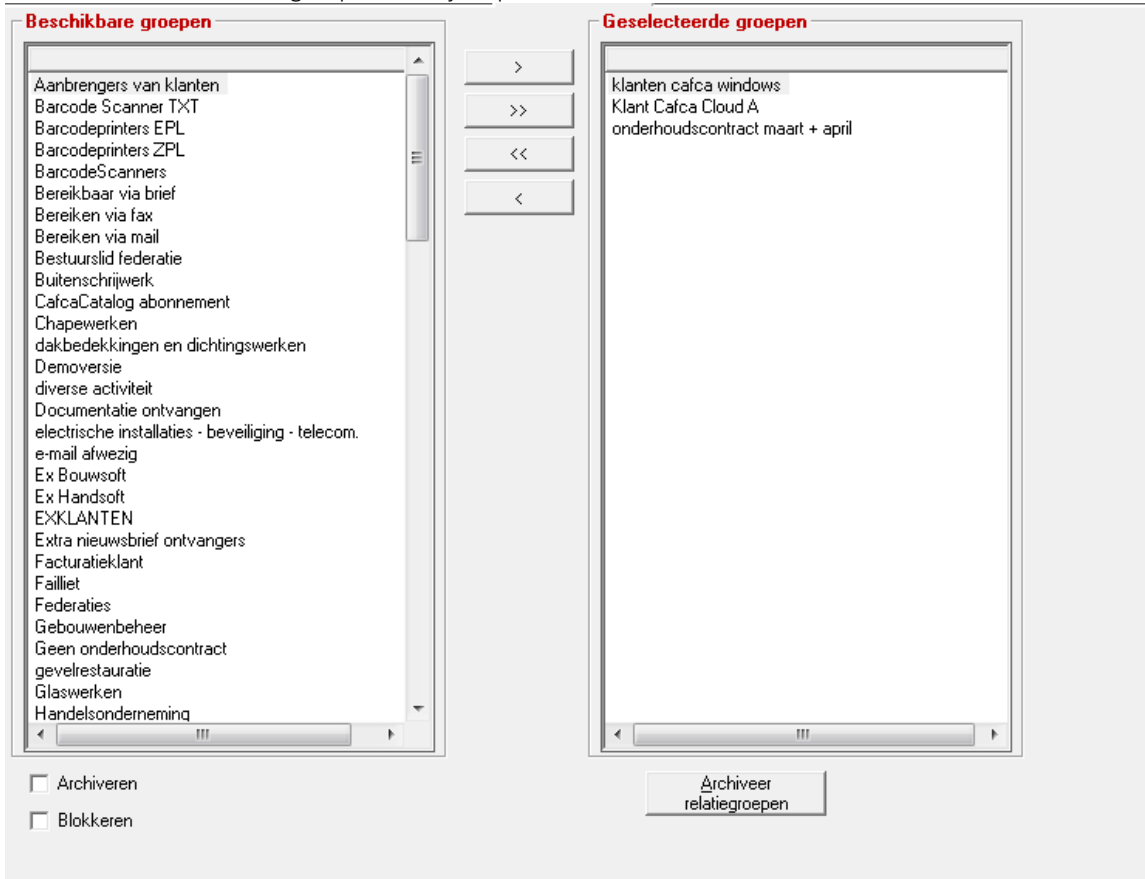 Beschikbare groepen
Aanbrengers van klanten
Barcode Scanner TXT
Barcodeprinters EPL
Barcodeprinters ZPL
BarcodeScanners
Bereikbaar via brief
Bereiken via fax
Bereiken via mail
Bestuurslid federatie
Buitenschrijwerk
CafcaCatalog abonnement
Chapewerken
dakbedekkingen en dichtingswerken
Demoversie
diverse activiteit
Documentatie ontvangen
electrische installaties - beveiliging - telecom.
e-mail afwezig
Ex Bouwsoft
Ex Handsoft
EXKLANTEN
Extra nieuwsbrief ontvangers
Facturatieklant
Failliet
Federaties
Gebouwenbeheer
Geen onderhoudscontract
gevelrestauratie
Glaswerken
Handelsonderneming
Archiveren
Blokkeren
>
>>
<<
<
Geselecteerde groepen
klanten cafca windows
Klant Cafca Cloud A
onderhoudscontract maart + april
Archiveer
relatiegroepen